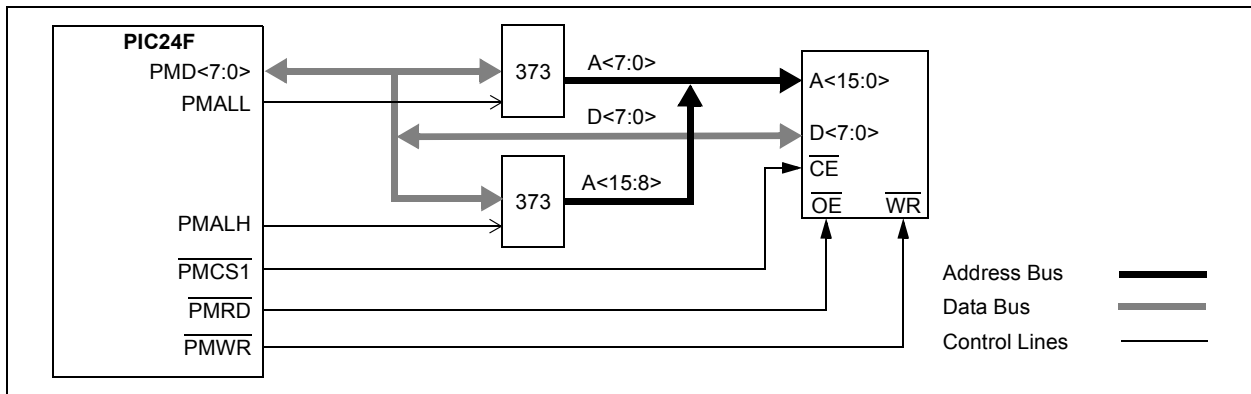 PIC24F
PMD<7:0>
PMALL
PMALH
PMCS1
PMRD
PMWR
373
373
A<7:0>
D<7:0>
A<15:8>
A<15:0>
D<7:0>
CE
OE WR
Address Bus
Data Bus
Control Lines